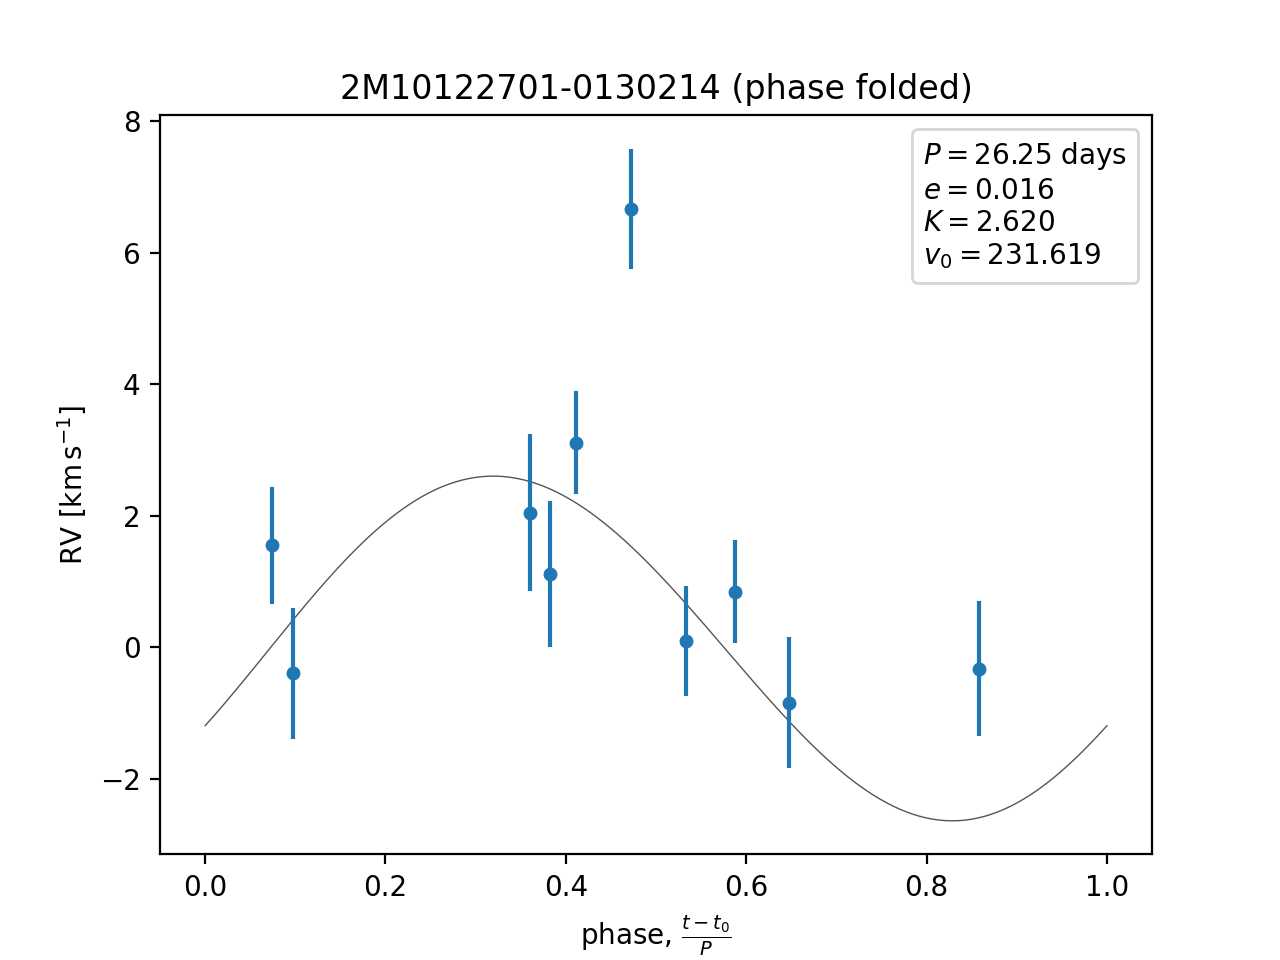 2M10122701-0130214 (phase folded)
P = 26.25 days
e = 0.016
K = 2.620
v₀ = 231.619
8
6
4
2
0
−2
RV [km s⁻¹]
0.0 0.2 0.4 0.6 0.8 1.0
phase, (t − t₀)/P